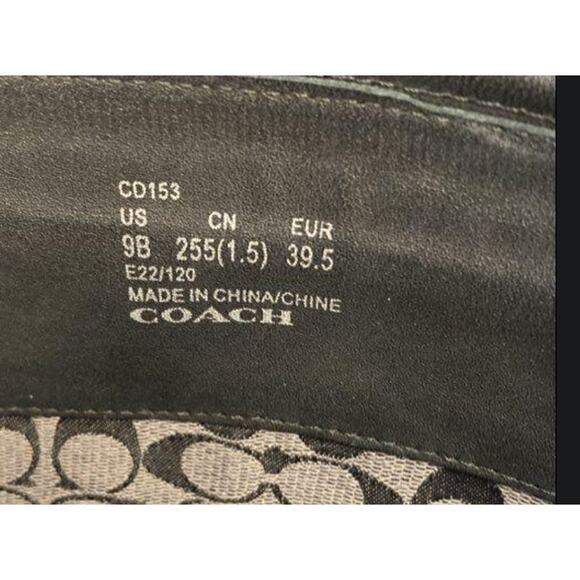 CD153
US CN EUR
9B 255(1.5) 39.5
E22/120
MADE IN CHINA/CHINE
COACH